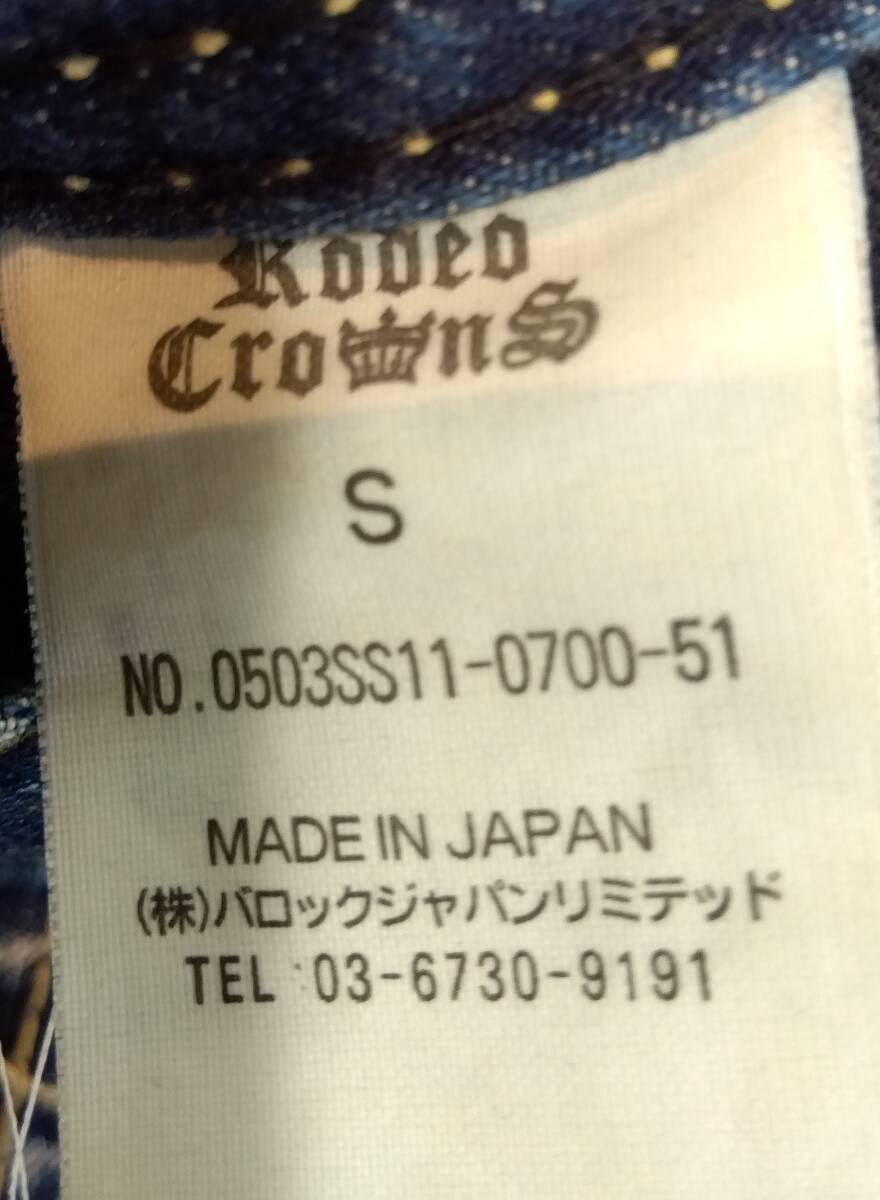 Rodeo
CrownS
S
NO.0503SS11-0700-51
MADE IN JAPAN
(株)バロックジャパンリミテッド
TEL:03-6730-9191